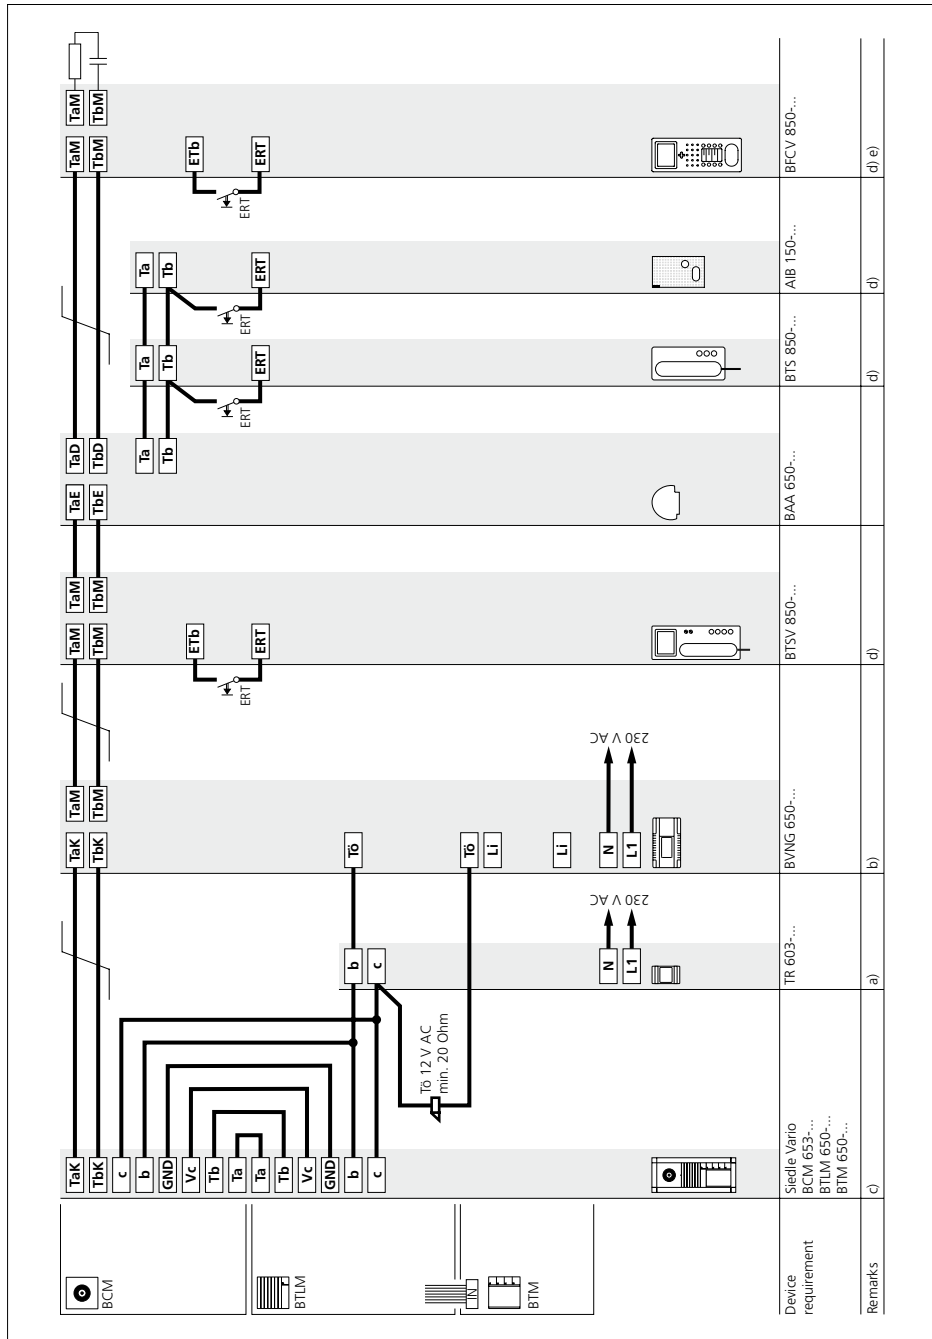 TaK TaK TaM TaM TaM TaE TaD TaM TaM
TbK TbK TbM TbM TbM TbE TbD TbM TbM
BCM
c
b Ta Ta Ta
GND Tb Tb Tb
Vc ETb ETb
Tb
Ta
ERT ERT ERT ERT
Ta ERT ERT ERT ERT
Tb
BTLM
Vc
GND
b b Tö
c c
Tö 12 V AC
min. 20 Ohm
IN Tö
Li
BTM
Li
N N
230 V AC 230 V AC
L1 L1
Device
requirement
Siedle Vario
BCM 653-...
BTLM 650-...
BTM 650-...
TR 603-...
BVNG 650-...
BTSV 850-...
BAA 650-...
BTS 850-...
AIB 150-...
BFCV 850-...
Remarks c) a) b) d) d) d) d) e)